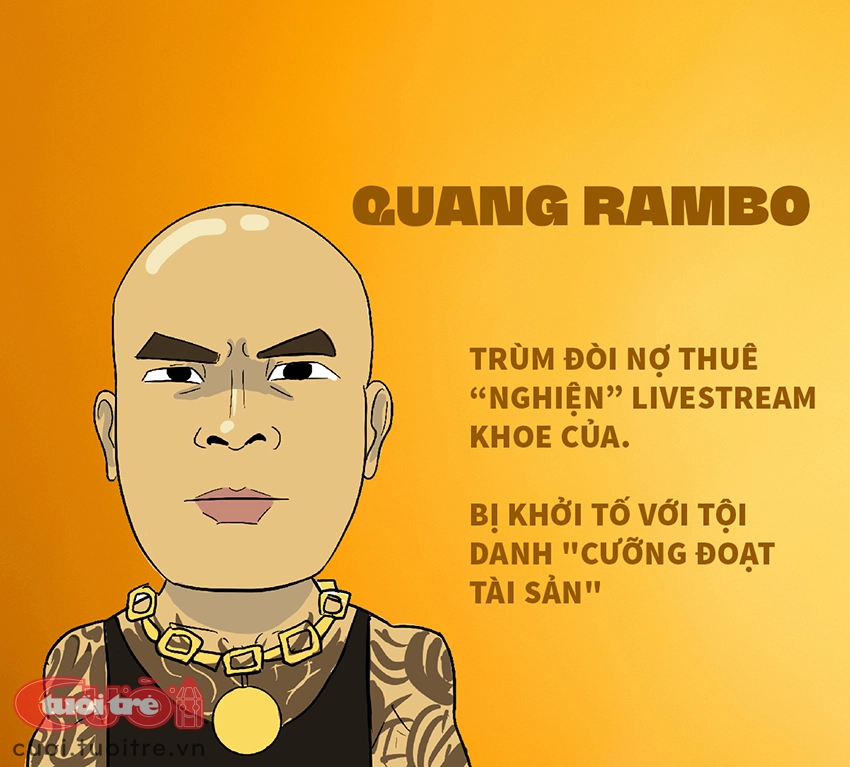 QUANG RAMBO
TRÙM ĐÒI NỢ THUÊ
“NGHIỆN” LIVESTREAM
KHOE CỦA.
BỊ KHỞI TỐ VỚI TỘI
DANH "CƯỠNG ĐOẠT
TÀI SẢN"
CƯỜI
tuổi trẻ
cuoi.tuoitre.vn